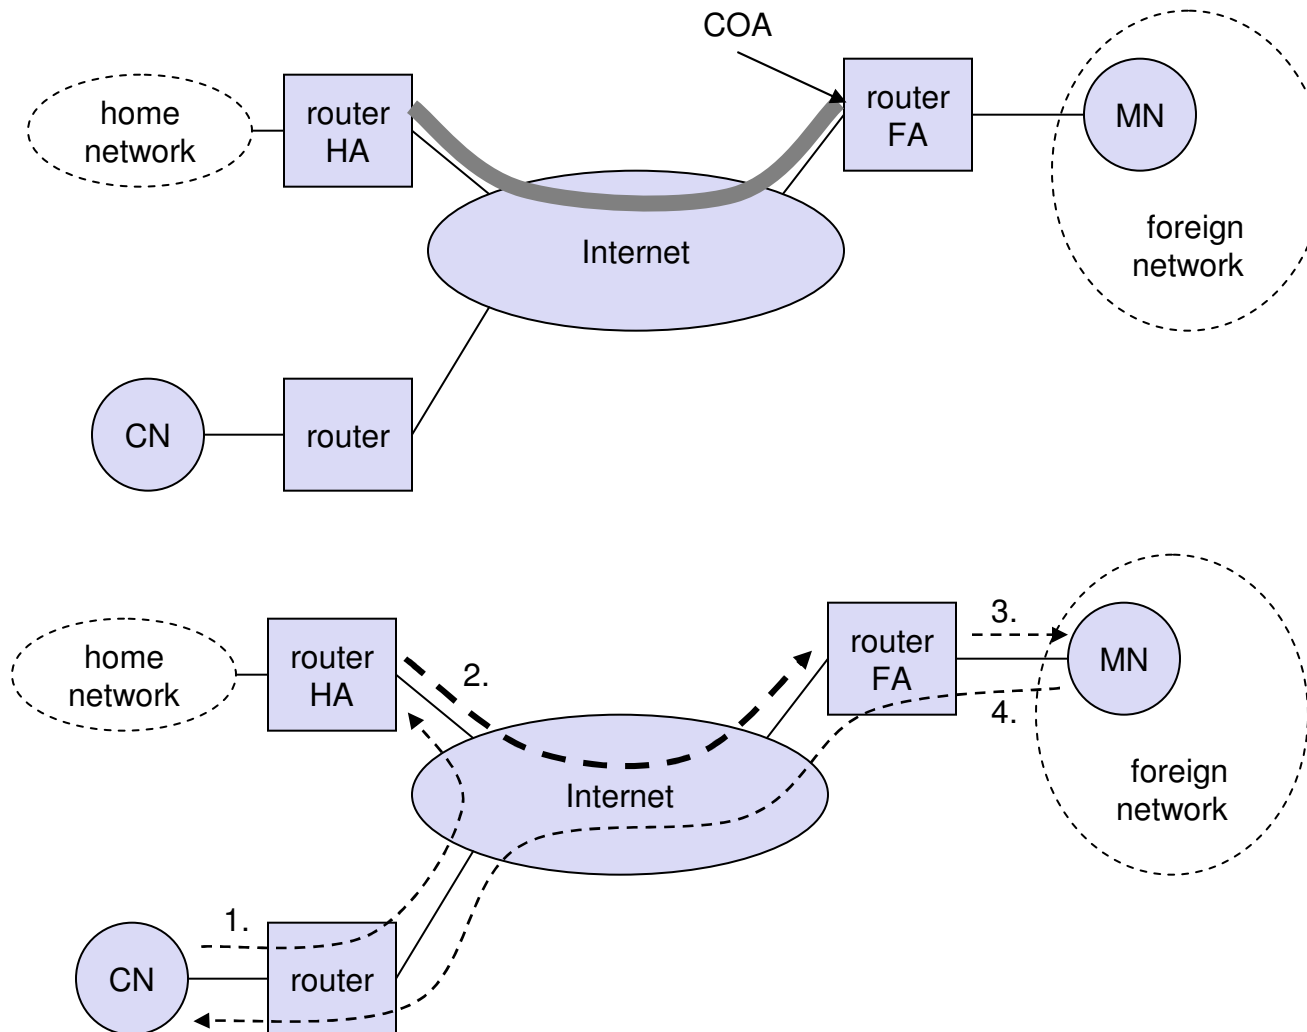 COA
home
network
router
HA
router
FA
MN
foreign
network
Internet
CN
router
home
network
router
HA
2.
router
FA
3.
MN
4.
foreign
network
Internet
1.
CN
router